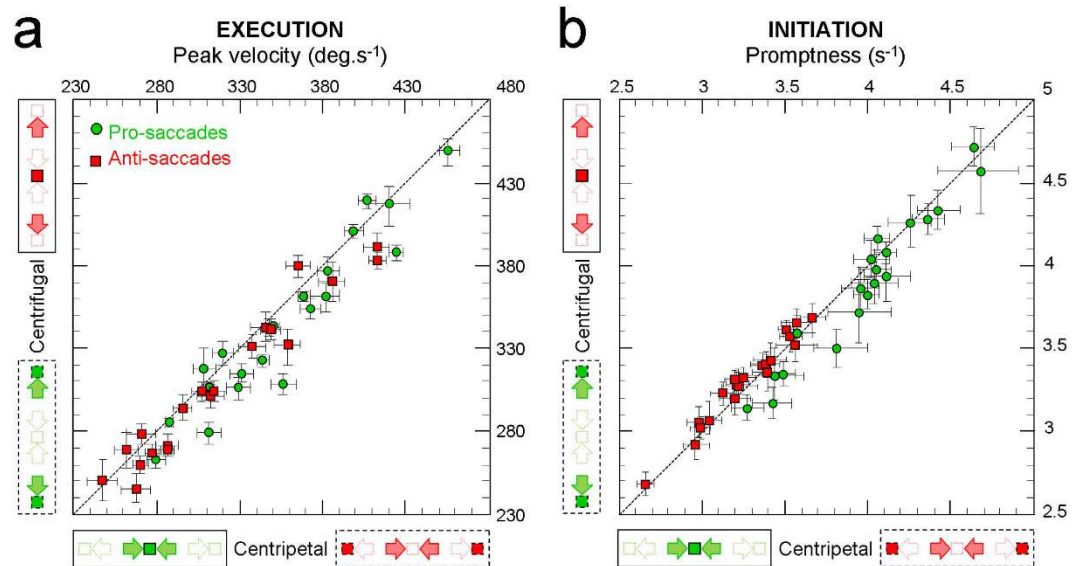 a
EXECUTION
Peak velocity (deg.s⁻¹)
230 280 330 380 430 480
Pro-saccades
Anti-saccades
430
380
330
280
230
Centrifugal
Centripetal
b
INITIATION
Promptness (s⁻¹)
2.5 3 3.5 4 4.5 5
4.5
4
3.5
3
2.5
Centrifugal
Centripetal